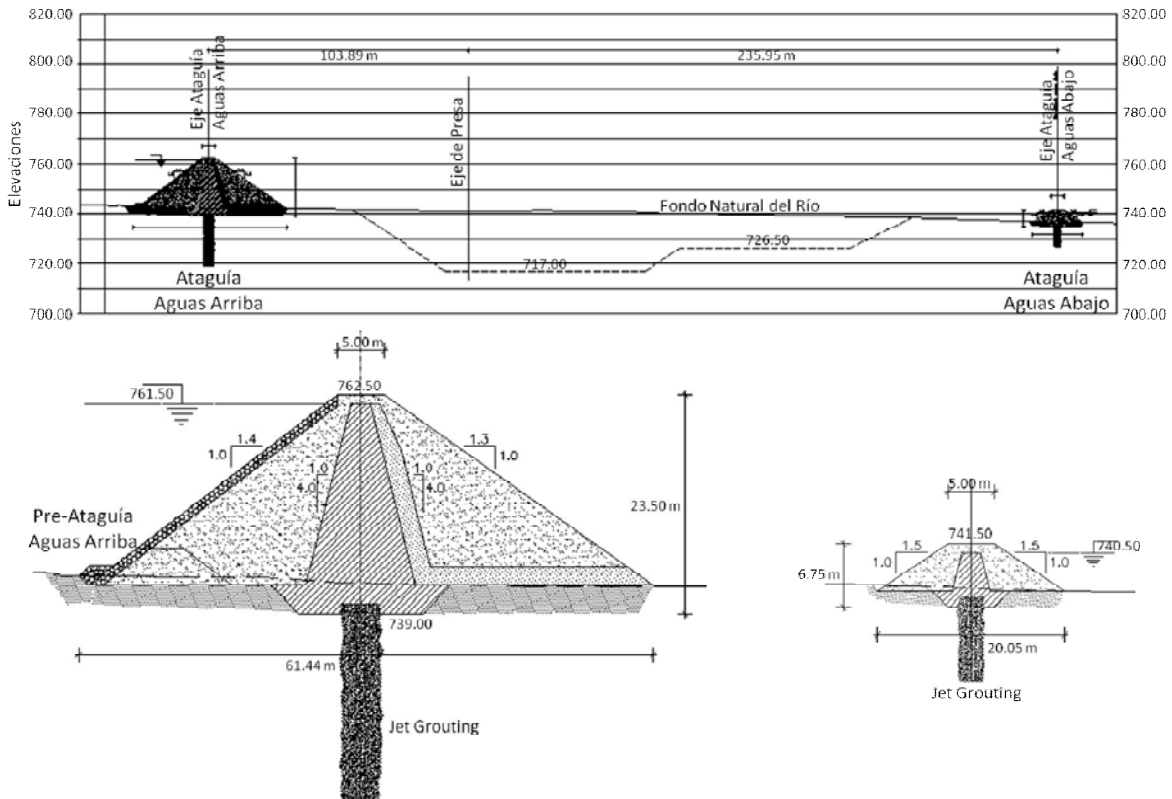 820.00
800.00
780.00
760.00
740.00
720.00
700.00
Elevaciones
820.00
800.00
780.00
760.00
740.00
720.00
700.00
103.89 m
235.95 m
Eje Ataguía
Aguas Arriba
Eje de Presa
Eje Ataguía
Aguas Abajo
Fondo Natural del Río
717.00
726.50
Ataguía
Aguas Arriba
Ataguía
Aguas Abajo
5.00 m
762.50
761.50
1.4
1.0
1.3
1.0
1.0
4.0
1.0
4.0
23.50 m
Pre-Ataguía
Aguas Arriba
739.00
61.44 m
Jet Grouting
5.00 m
741.50
740.50
1.5
1.0
1.5
1.0
6.75 m
20.05 m
Jet Grouting